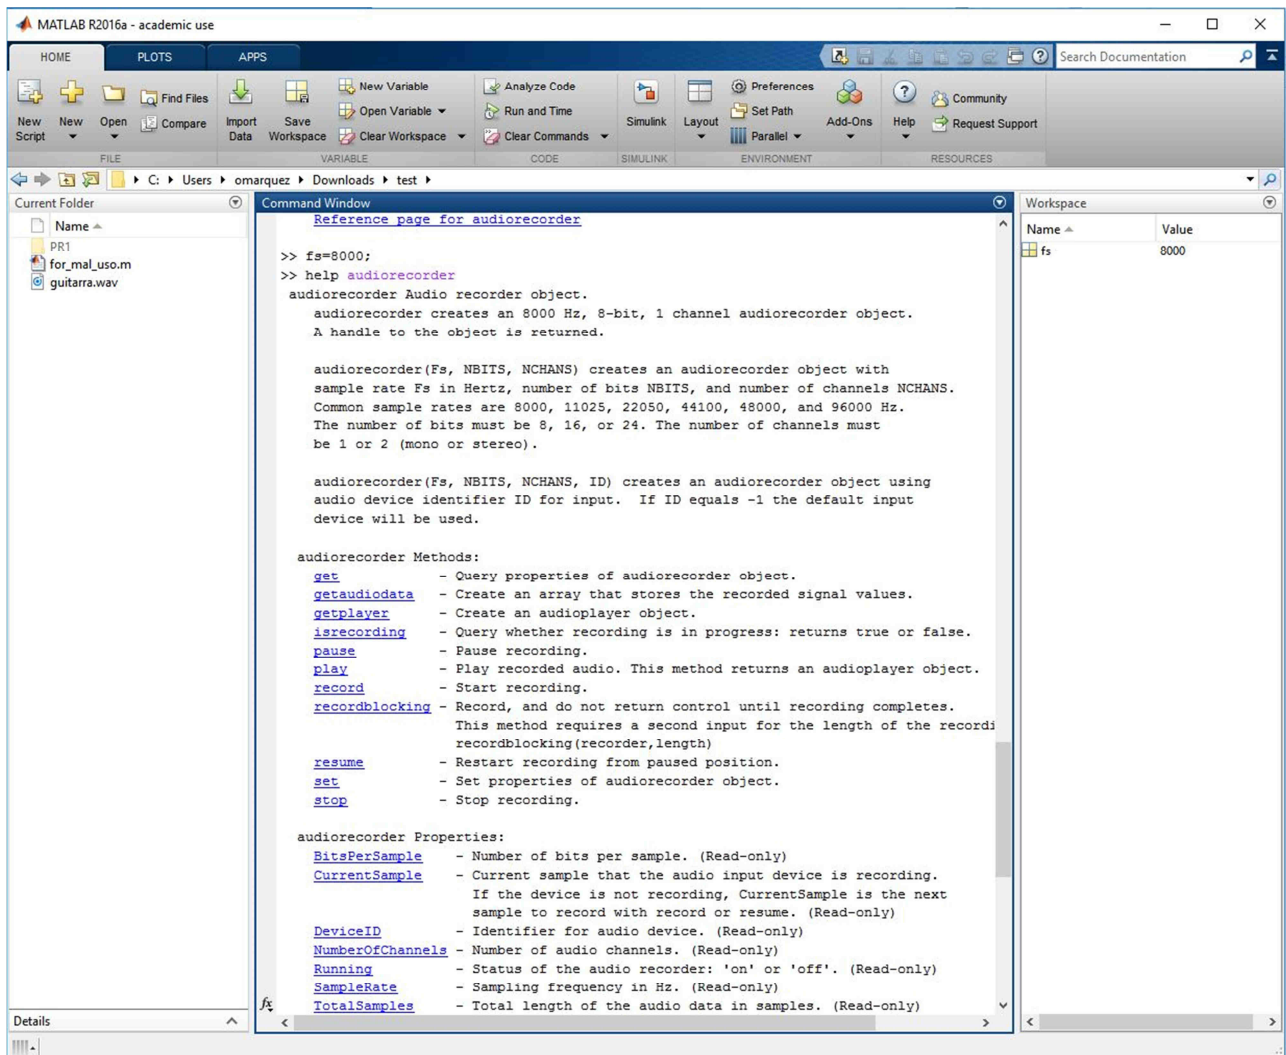 MATLAB R2016a - academic use
HOME PLOTS APPS
Search Documentation
New Script
New
Open
Find Files
Compare
Import Data
Save Workspace
New Variable
Open Variable
Clear Workspace
Analyze Code
Run and Time
Clear Commands
Simulink
Layout
Preferences
Set Path
Parallel
Add-Ons
Help
Community
Request Support
FILE VARIABLE CODE SIMULINK ENVIRONMENT RESOURCES
C: Users omarquez Downloads test
Current Folder
Name
PR1
for_mal_uso.m
guitarra.wav
Details
Command Window
Reference page for audiorecorder
>> fs=8000;
>> help audiorecorder
audiorecorder Audio recorder object.
audiorecorder creates an 8000 Hz, 8-bit, 1 channel audiorecorder object.
A handle to the object is returned.
audiorecorder(Fs, NBITS, NCHANS) creates an audiorecorder object with
sample rate Fs in Hertz, number of bits NBITS, and number of channels NCHANS.
Common sample rates are 8000, 11025, 22050, 44100, 48000, and 96000 Hz.
The number of bits must be 8, 16, or 24. The number of channels must
be 1 or 2 (mono or stereo).
audiorecorder(Fs, NBITS, NCHANS, ID) creates an audiorecorder object using
audio device identifier ID for input.  If ID equals -1 the default input
device will be used.
audiorecorder Methods:
get - Query properties of audiorecorder object.
getaudiodata - Create an array that stores the recorded signal values.
getplayer - Create an audioplayer object.
isrecording - Query whether recording is in progress: returns true or false.
pause - Pause recording.
play - Play recorded audio. This method returns an audioplayer object.
record - Start recording.
recordblocking - Record, and do not return control until recording completes.
This method requires a second input for the length of the recordi
recordblocking(recorder,length)
resume - Restart recording from paused position.
set - Set properties of audiorecorder object.
stop - Stop recording.
audiorecorder Properties:
BitsPerSample - Number of bits per sample. (Read-only)
CurrentSample - Current sample that the audio input device is recording.
If the device is not recording, CurrentSample is the next
sample to record with record or resume. (Read-only)
DeviceID - Identifier for audio device. (Read-only)
NumberOfChannels - Number of audio channels. (Read-only)
Running - Status of the audio recorder: 'on' or 'off'. (Read-only)
SampleRate - Sampling frequency in Hz. (Read-only)
TotalSamples - Total length of the audio data in samples. (Read-only)
fx
Workspace
Name Value
fs 8000